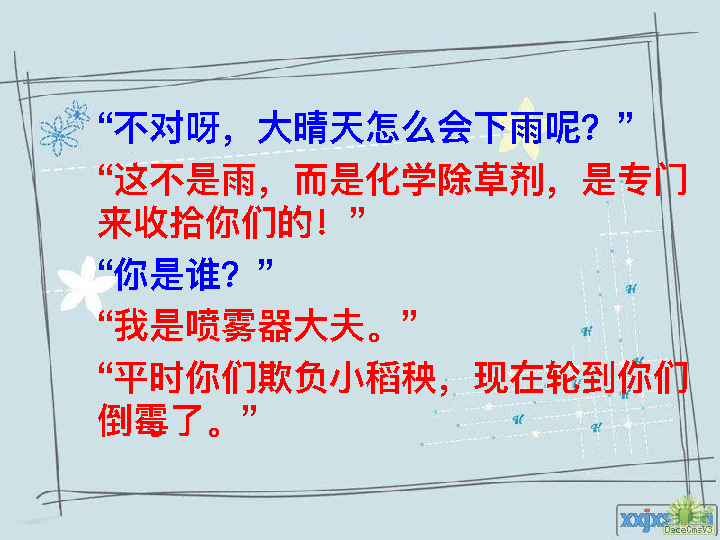 “不对呀，大晴天怎么会下雨呢？”
“这不是雨，而是化学除草剂，是专门
来收拾你们的！”
“你是谁？”
“我是喷雾器大夫。”
“平时你们欺负小稻秧，现在轮到你们
倒霉了。”
DedeCmsV3